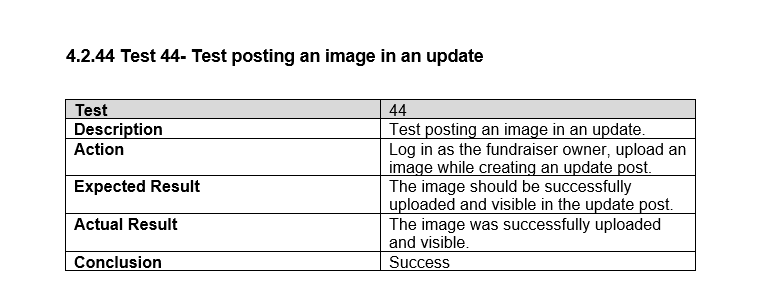 4.2.44 Test 44- Test posting an image in an update
Test 44
Description Test posting an image in an update.
Action Log in as the fundraiser owner, upload an
image while creating an update post.
Expected Result The image should be successfully
uploaded and visible in the update post.
Actual Result The image was successfully uploaded
and visible.
Conclusion Success